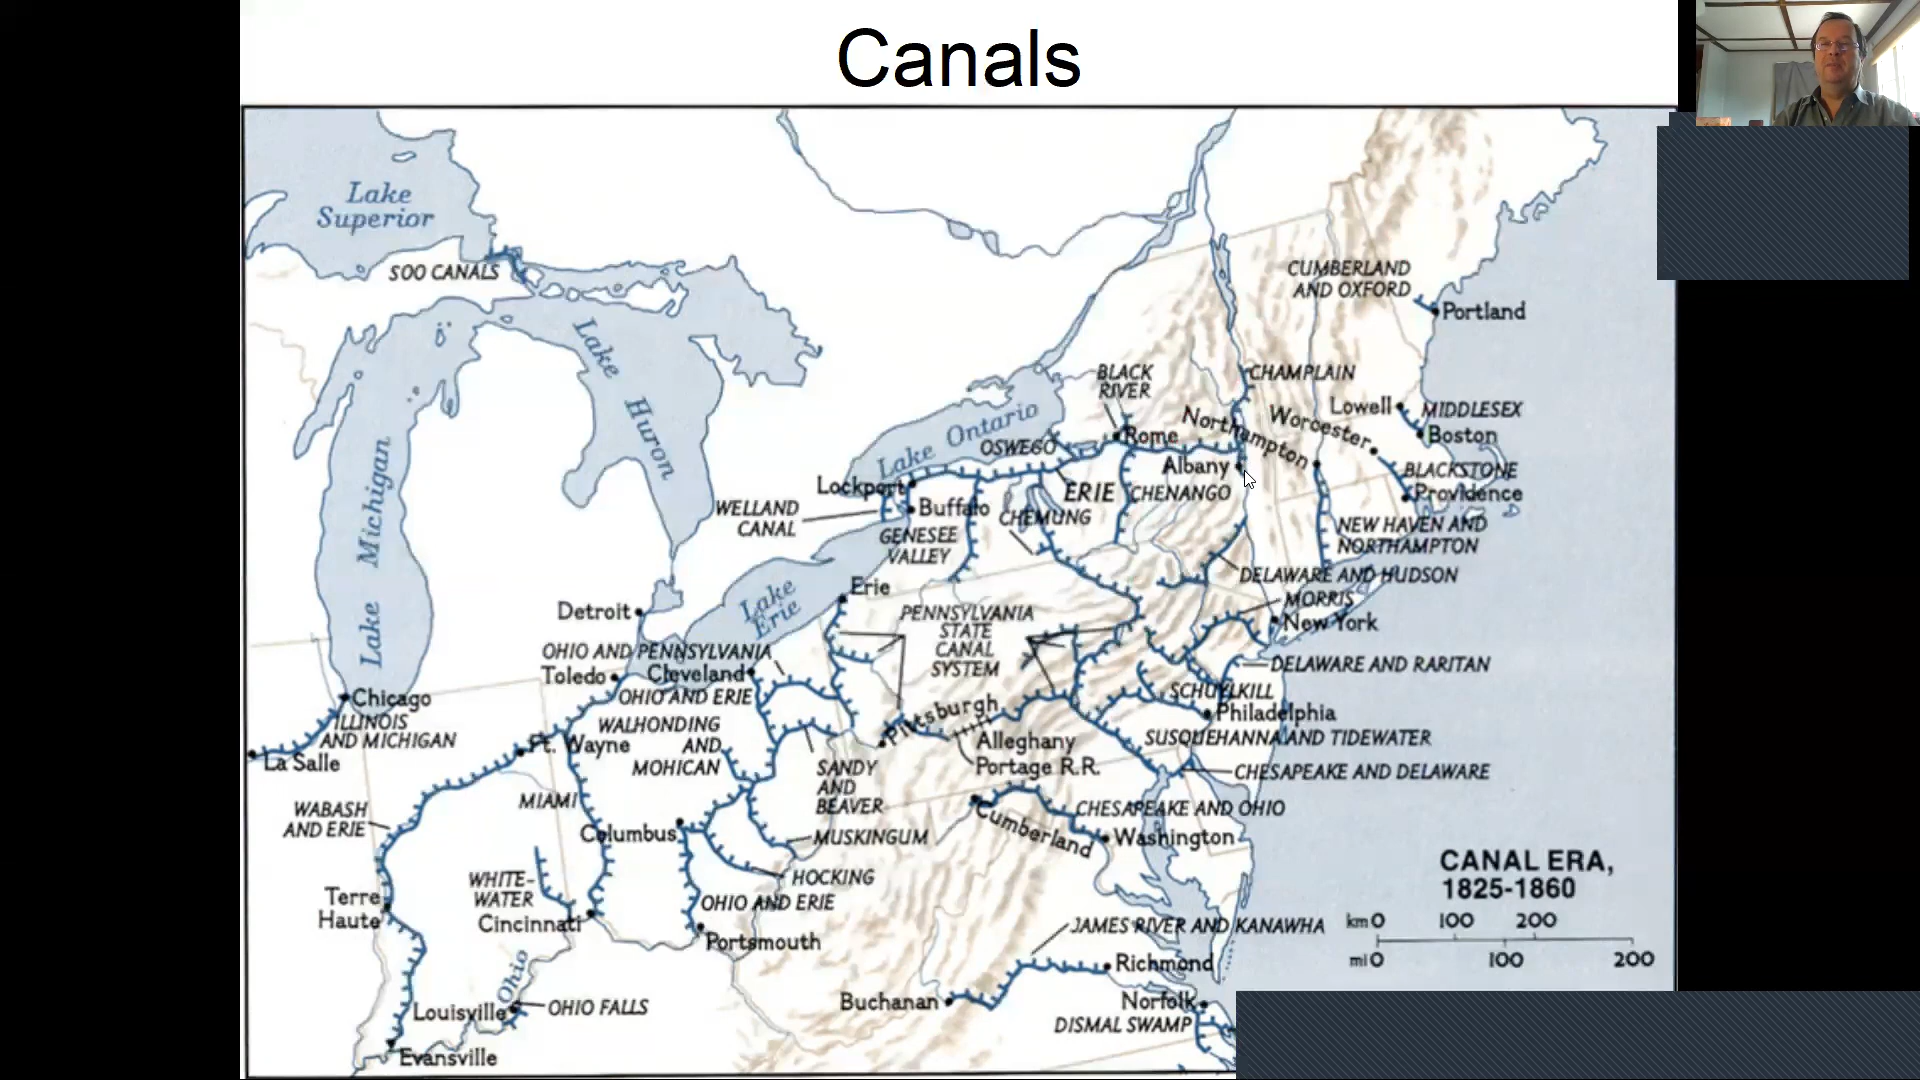 Canals
Lake
Superior
SOO CANALS
Lake Huron
Lake Michigan
CUMBERLAND
AND OXFORD
Portland
BLACK
RIVER
CHAMPLAIN
Lake Ontario
OSWEGO
Rome
Northampton
Worcester
Lowell
MIDDLESEX
Boston
Albany
BLACKSTONE
Providence
Lockport
ERIE
CHENANGO
WELLAND
CANAL
Buffalo
CHEMUNG
GENESEE
VALLEY
NEW HAVEN AND
NORTHAMPTON
DELAWARE AND HUDSON
Lake
Erie
Erie
MORRIS
New York
Detroit
PENNSYLVANIA
STATE
CANAL
SYSTEM
OHIO AND PENNSYLVANIA
Toledo
Cleveland
DELAWARE AND RARITAN
OHIO AND ERIE
SCHUYLKILL
Chicago
ILLINOIS
AND MICHIGAN
La Salle
Philadelphia
WALHONDING
AND
MOHICAN
Pittsburgh
Ft. Wayne
Alleghany
Portage R.R.
SUSQUEHANNA AND TIDEWATER
SANDY
AND
BEAVER
CHESAPEAKE AND DELAWARE
WABASH
AND ERIE
MIAMI
CHESAPEAKE AND OHIO
Columbus
MUSKINGUM
Cumberland
Washington
CANAL ERA,
1825-1860
HOCKING
WHITE-
WATER
Terre
Haute
Cincinnati
OHIO AND ERIE
Portsmouth
JAMES RIVER AND KANAWHA
km 0 100 200
mi 0 100 200
Richmond
Ohio
Louisville
OHIO FALLS
Buchanan
Norfolk
DISMAL SWAMP
Evansville